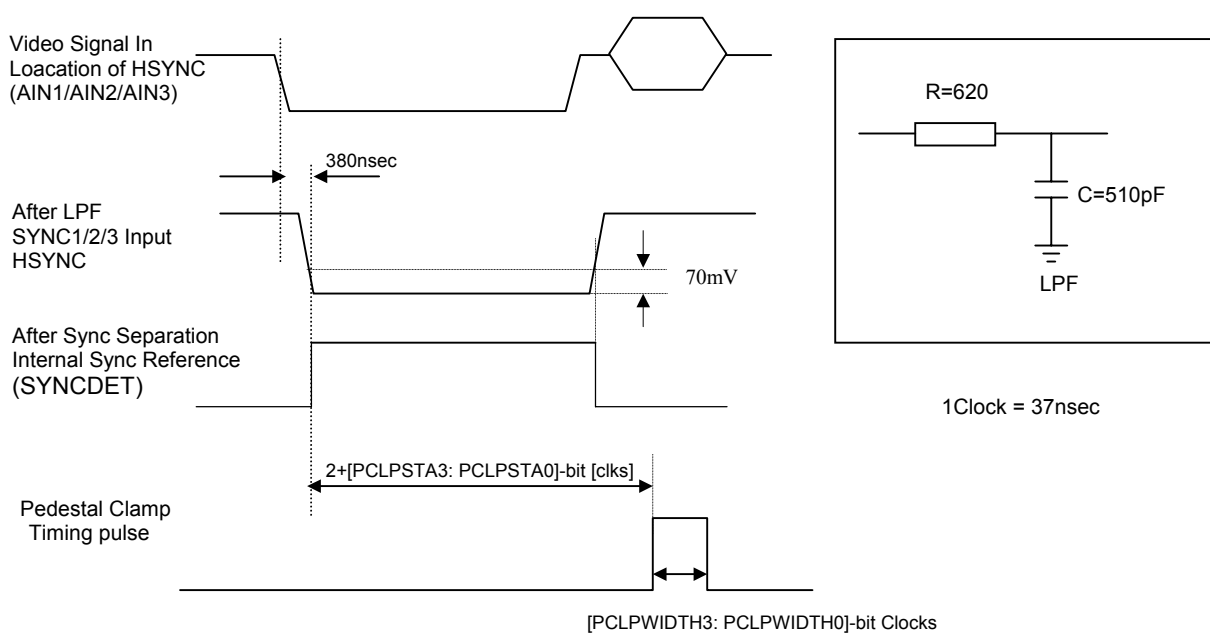 Video Signal In
Loacation of HSYNC
(AIN1/AIN2/AIN3)
380nsec
After LPF
SYNC1/2/3 Input
HSYNC
70mV
After Sync Separation
Internal Sync Reference
(SYNCDET)
2+[PCLPSTA3: PCLPSTA0]-bit [clks]
Pedestal Clamp
Timing pulse
[PCLPWIDTH3: PCLPWIDTH0]-bit Clocks
R=620
C=510pF
LPF
1Clock = 37nsec